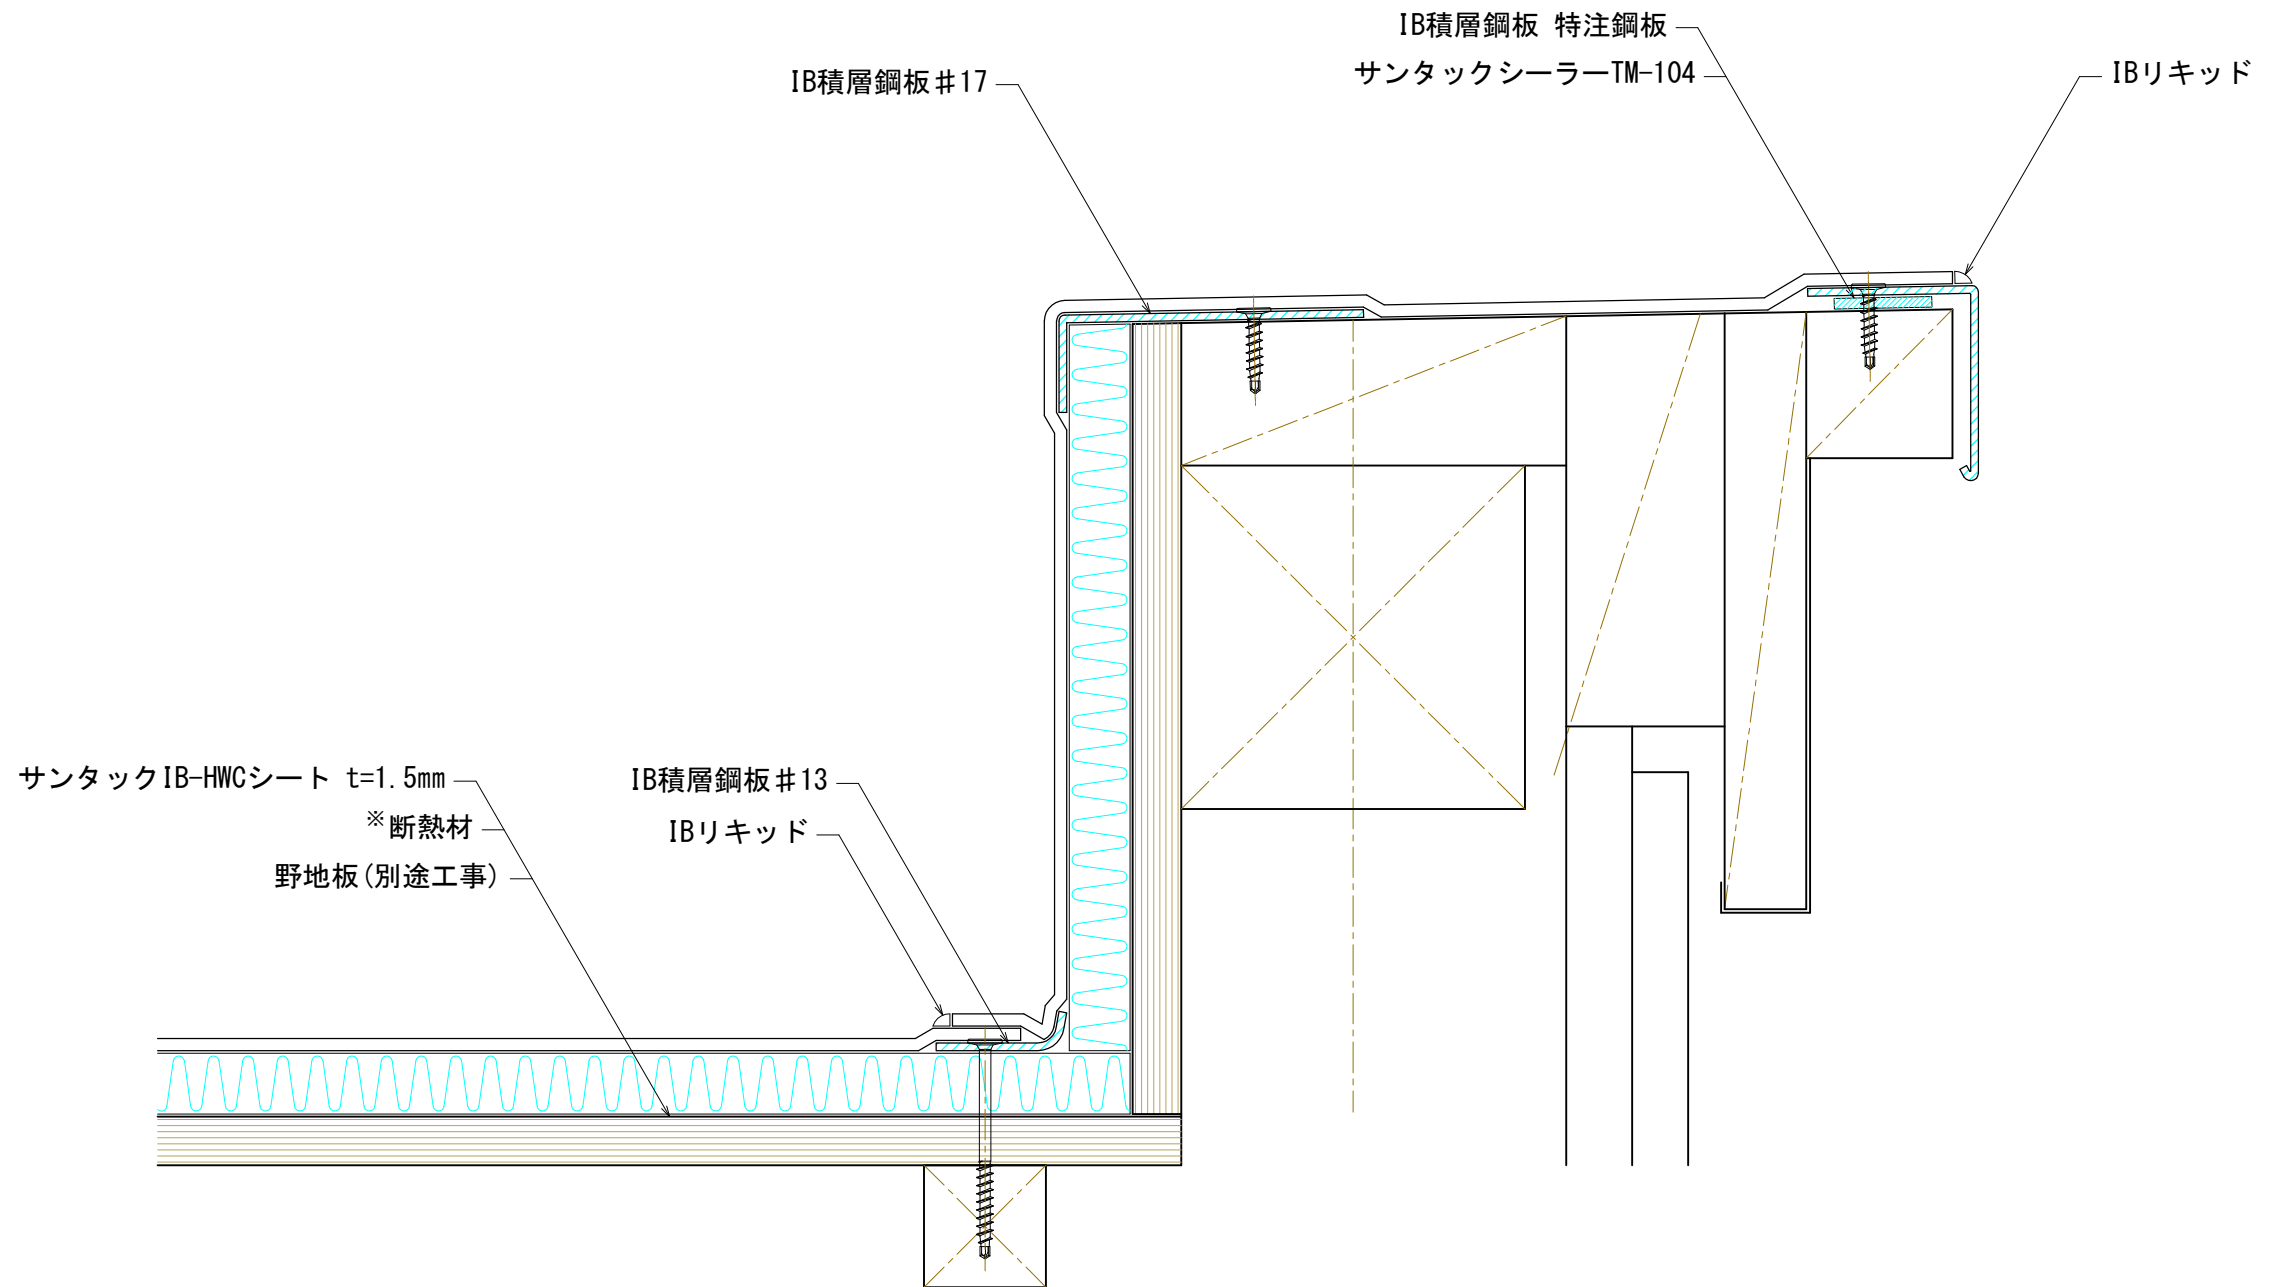 IB積層鋼板 特注鋼板
サンタックシーラーTM-104
IBリキッド
IB積層鋼板♯17
サンタックIB-HWCシート t=1.5mm
※断熱材
野地板(別途工事)
IB積層鋼板♯13
IBリキッド